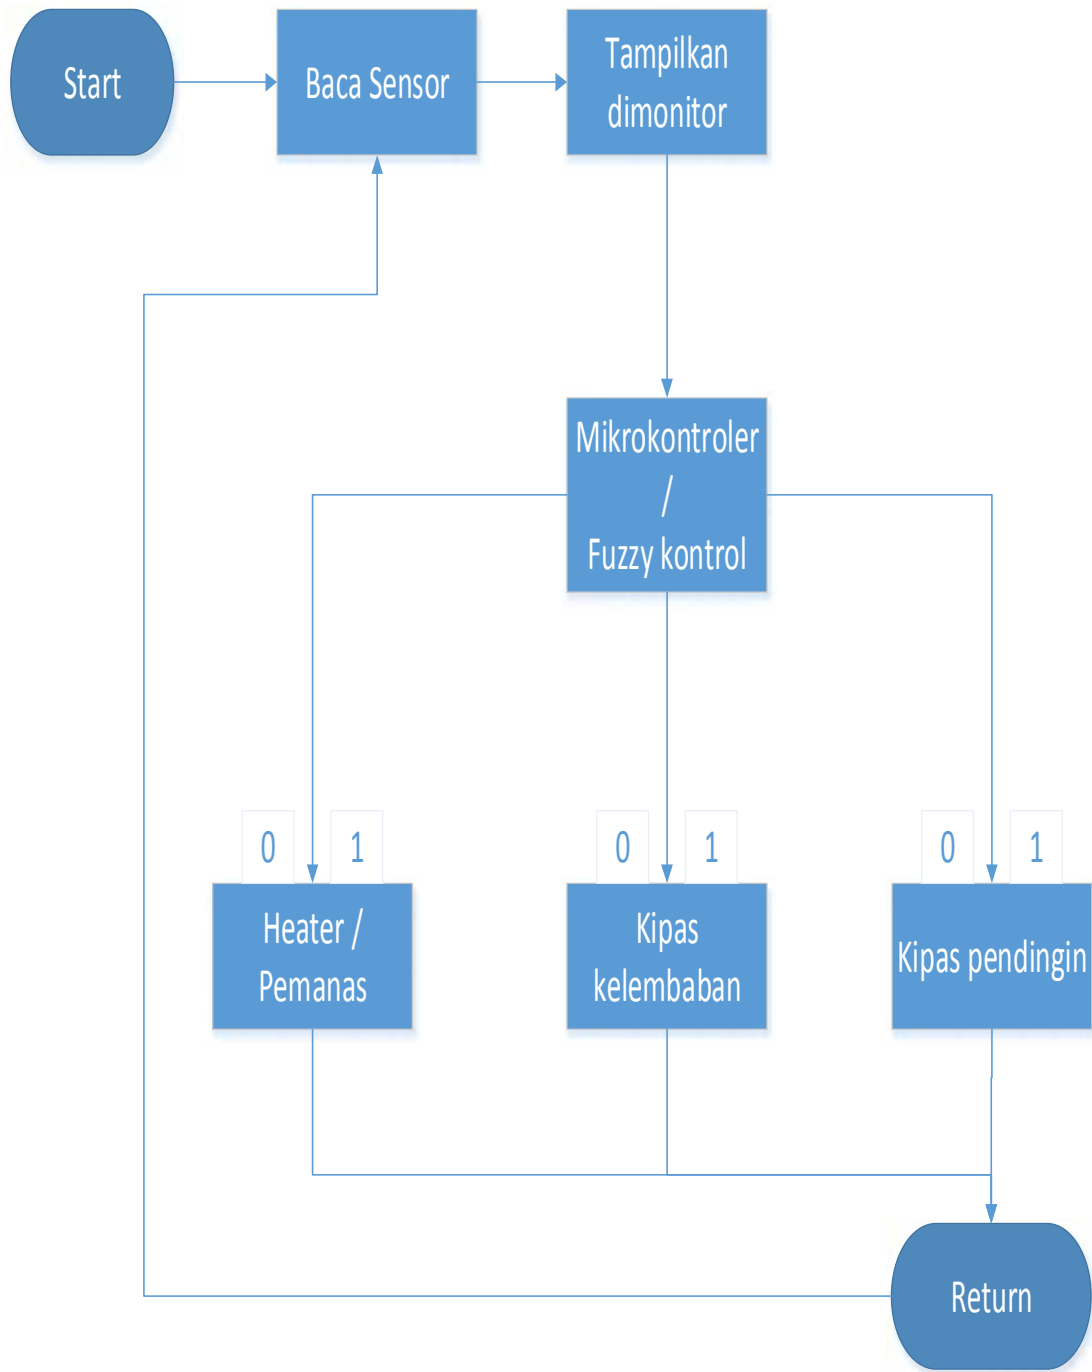 Start
Baca Sensor
Tampilkan
dimonitor
Mikrokontroler
/
Fuzzy kontrol
0 1
0 1
0 1
Heater /
Pemanas
Kipas
kelembaban
Kipas pendingin
Return